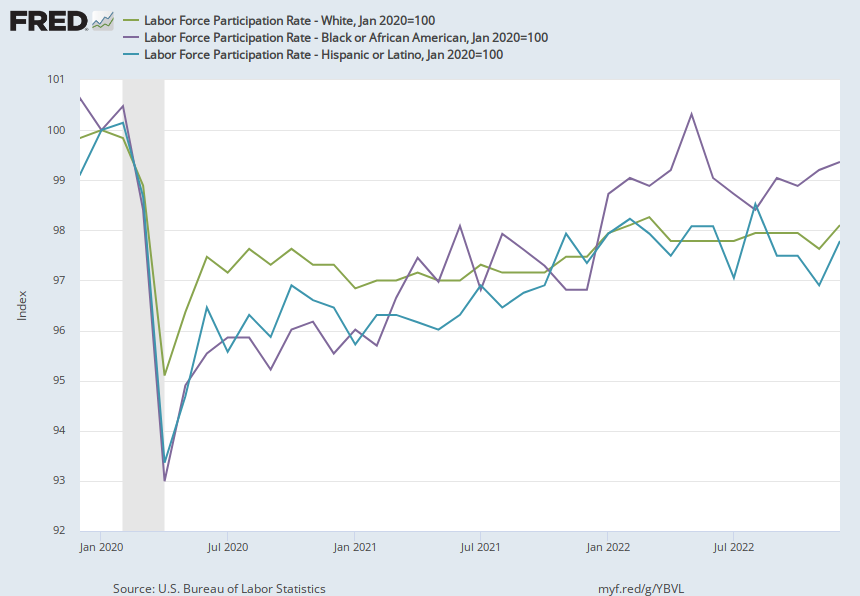 FRED
Labor Force Participation Rate - White, Jan 2020=100
Labor Force Participation Rate - Black or African American, Jan 2020=100
Labor Force Participation Rate - Hispanic or Latino, Jan 2020=100
101
100
99
98
97
96
95
94
93
92
Index
Jan 2020
Jul 2020
Jan 2021
Jul 2021
Jan 2022
Jul 2022
Source: U.S. Bureau of Labor Statistics
myf.red/g/YBVL